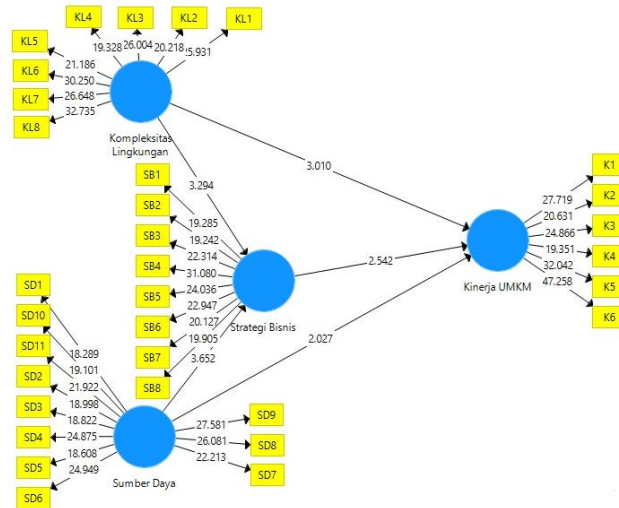 KL4
KL3
KL2
KL1
KL5
KL6
KL7
KL8
19.328
26.004
20.218
21.186
30.250
26.648
32.735
Kompleksitas
Lingkungan
3.010
3.294
SB1
SB2
SB3
SB4
SB5
SB6
SB7
SB8
19.285
19.242
22.314
31.080
24.036
22.947
20.127
19.905
3.652
Strategi Bisnis
2.542
2.027
K1
K2
K3
K4
K5
K6
27.719
20.631
24.866
19.351
32.042
47.258
Kinerja UMKM
SD1
SD10
SD11
SD2
SD3
SD4
SD5
SD6
18.289
19.101
21.922
18.998
18.822
24.875
18.608
24.949
27.581
26.081
22.213
SD9
SD8
SD7
Sumber Daya